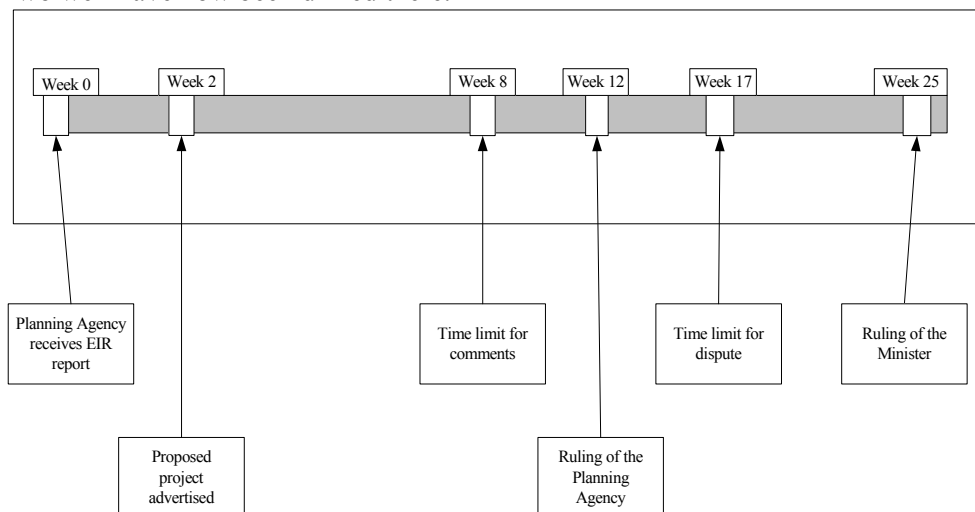 Week 0
Week 2
Week 8
Week 12
Week 17
Week 25
Planning Agency
receives EIR
report
Time limit for
comments
Time limit for
dispute
Ruling of the
Minister
Proposed
project
advertised
Ruling of the
Planning
Agency